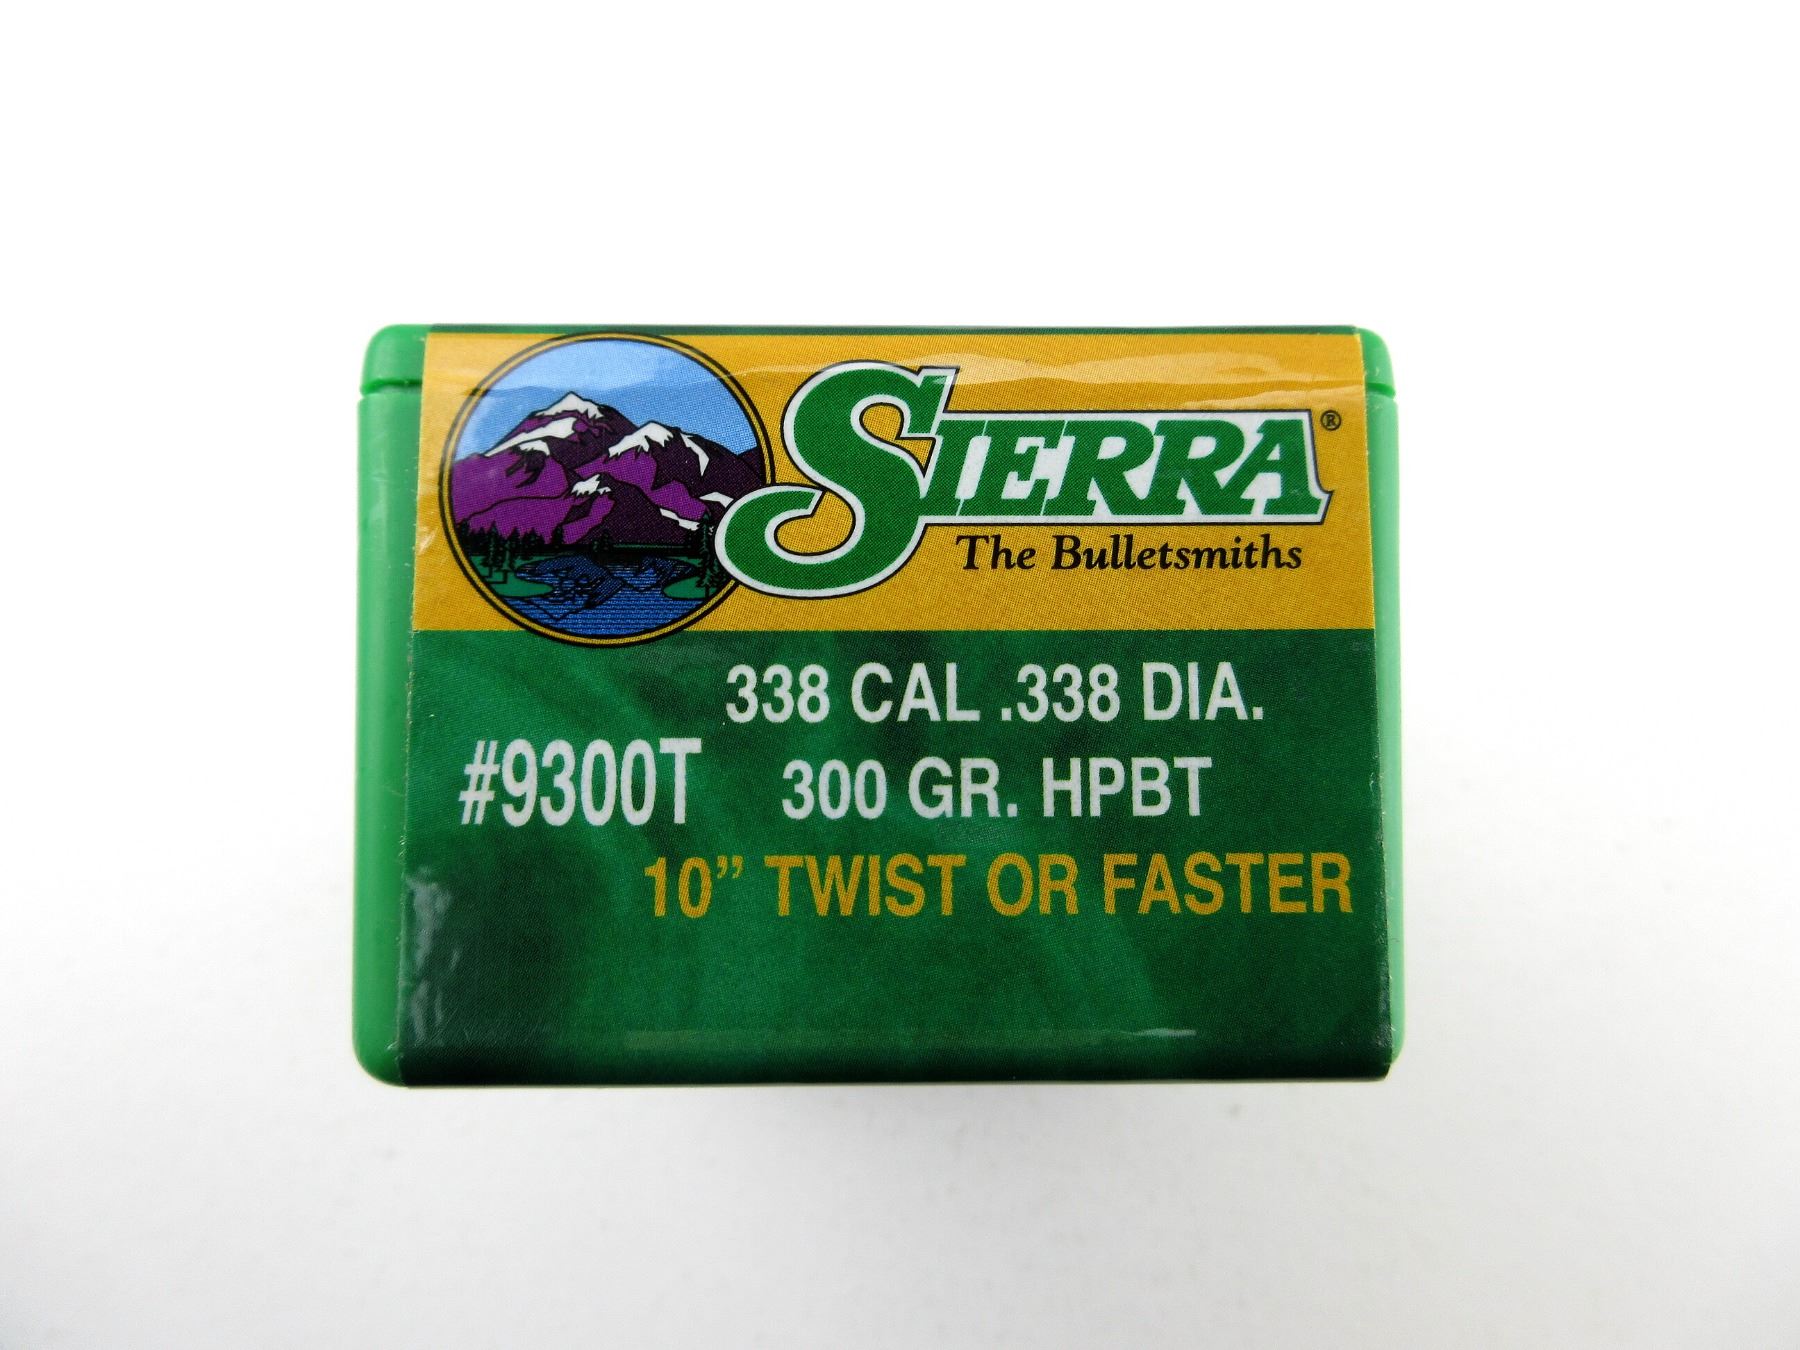 SIERRA®
The Bulletsmiths
338 CAL .338 DIA.
#9300T 300 GR. HPBT
10” TWIST OR FASTER